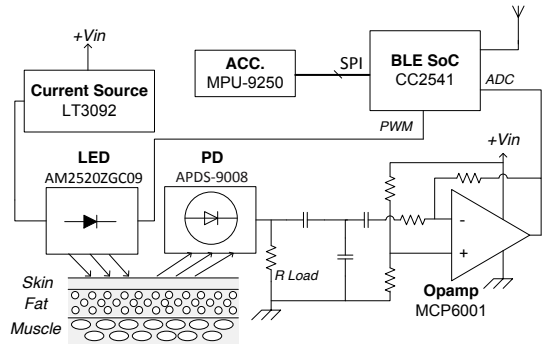 +Vin
Current Source
LT3092
ACC.
MPU-9250
SPI
BLE SoC
CC2541
ADC
PWM
LED
AM2520ZGC09
PD
APDS-9008
+Vin
-
+
R Load
Opamp
MCP6001
Skin
Fat
Muscle